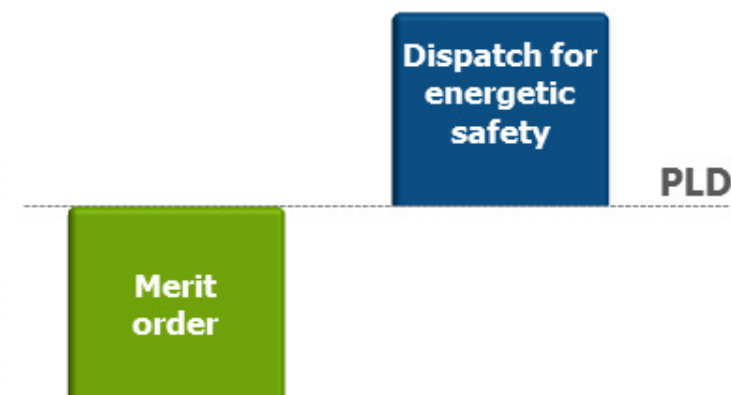 Dispatch for
energetic
safety
PLD
Merit
order